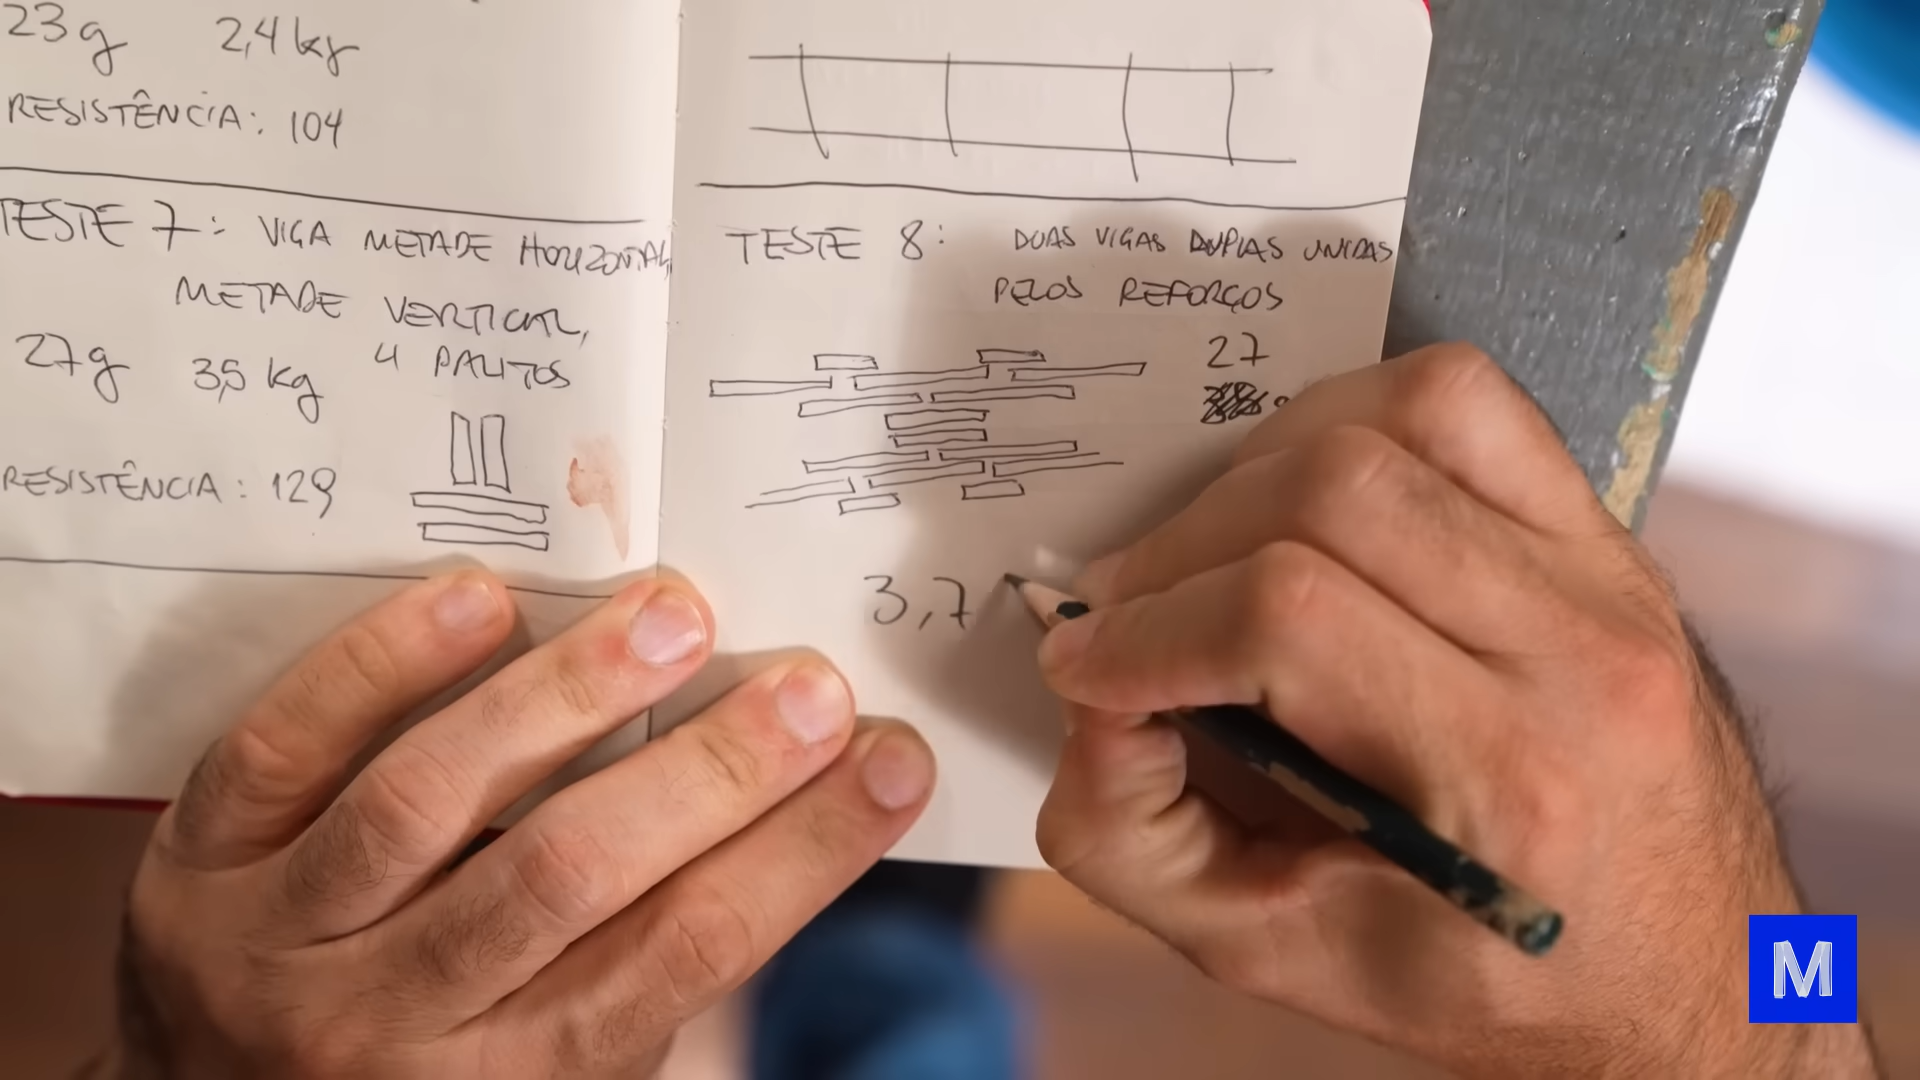 23g 2,4 kg
RESISTÊNCIA: 104
TESTE 7: VIGA METADE HORIZONTAL,
METADE VERTICAL,
4 PALITOS
27g 3,5 kg
RESISTÊNCIA: 129
TESTE 8: DUAS VIGAS DUPLAS UNIDAS
PELOS REFORÇOS
27
3,7
M